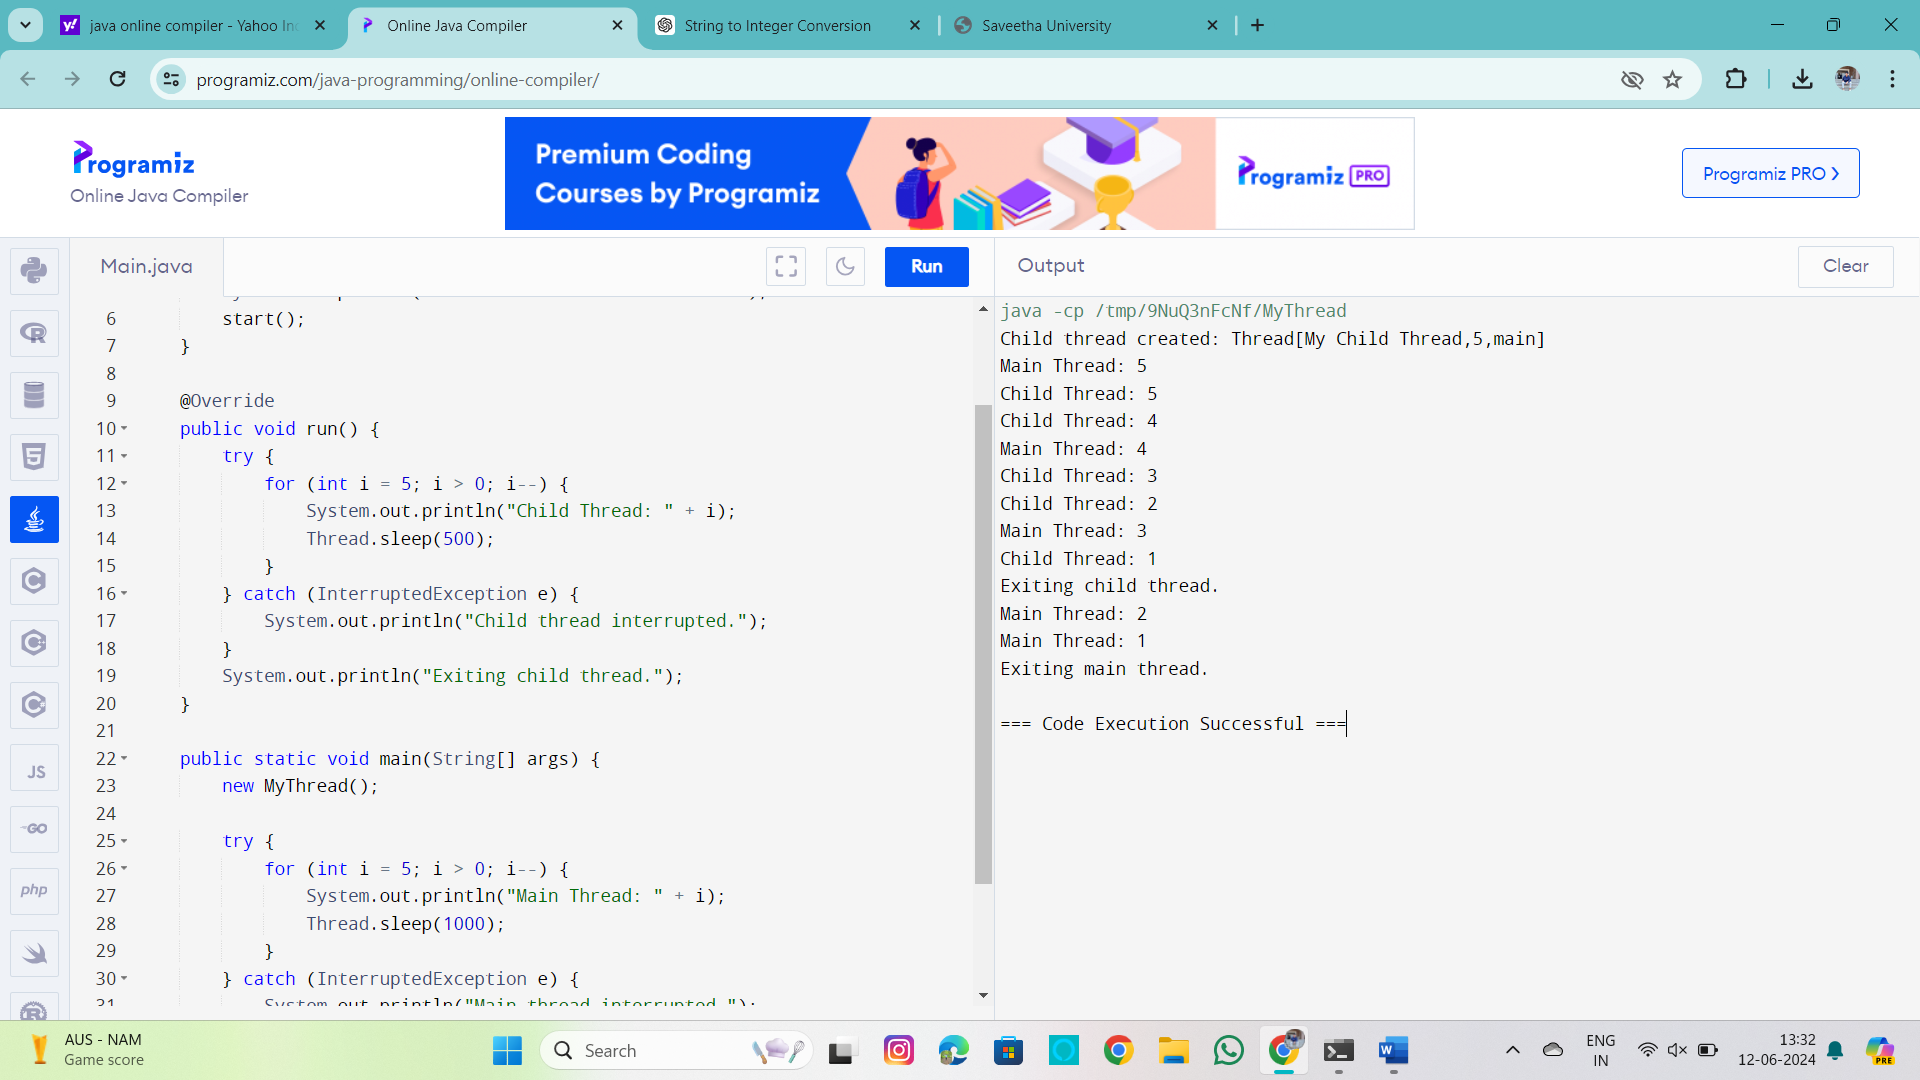 java online compiler - Yahoo In
Online Java Compiler
String to Integer Conversion
Saveetha University
programiz.com/java-programming/online-compiler/
Programiz
Online Java Compiler
Premium Coding
Courses by Programiz
Programiz PRO
Programiz PRO ❯
Main.java
Run
Output
Clear
6 start();
7 }
8
9 @Override
10 public void run() {
11 try {
12 for (int i = 5; i > 0; i--) {
13 System.out.println("Child Thread: " + i);
14 Thread.sleep(500);
15 }
16 } catch (InterruptedException e) {
17 System.out.println("Child thread interrupted.");
18 }
19 System.out.println("Exiting child thread.");
20 }
21
22 public static void main(String[] args) {
23 new MyThread();
24
25 try {
26 for (int i = 5; i > 0; i--) {
27 System.out.println("Main Thread: " + i);
28 Thread.sleep(1000);
29 }
30 } catch (InterruptedException e) {
31 System.out.println("Main thread interrupted.");
java -cp /tmp/9NuQ3nFcNf/MyThread
Child thread created: Thread[My Child Thread,5,main]
Main Thread: 5
Child Thread: 5
Child Thread: 4
Main Thread: 4
Child Thread: 3
Child Thread: 2
Main Thread: 3
Child Thread: 1
Exiting child thread.
Main Thread: 2
Main Thread: 1
Exiting main thread.
=== Code Execution Successful ===
JS
GO
php
AUS - NAM
Game score
Search
ENG
IN
13:32
12-06-2024
PRE